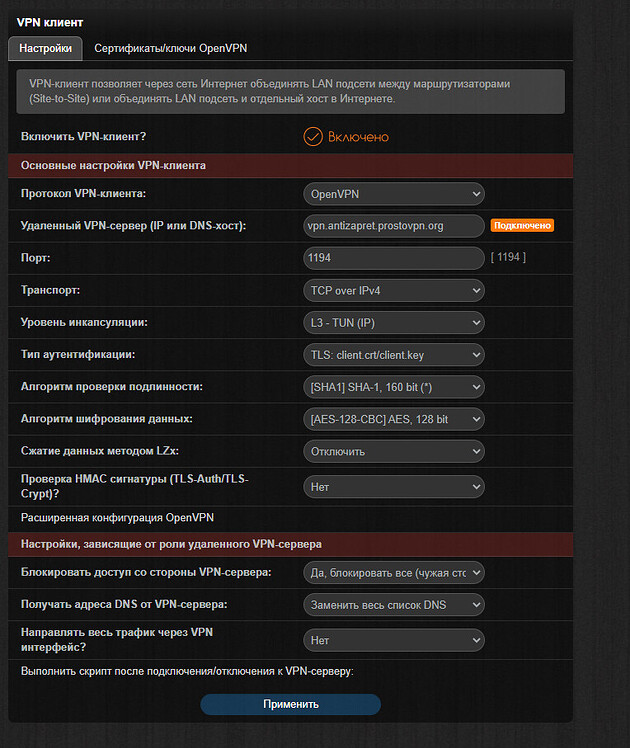 VPN клиент
Настройки
Сертификаты/ключи OpenVPN
VPN-клиент позволяет через сеть Интернет объединять LAN подсети между маршрутизаторами
(Site-to-Site) или объединять LAN подсеть и отдельный хост в Интернете.
Включить VPN-клиент? Включено
Основные настройки VPN-клиента
Протокол VPN-клиента: OpenVPN
Удаленный VPN-сервер (IP или DNS-хост): vpn.antizapret.prostovpn.org Подключено
Порт: 1194 [ 1194 ]
Транспорт: TCP over IPv4
Уровень инкапсуляции: L3 - TUN (IP)
Тип аутентификации: TLS: client.crt/client.key
Алгоритм проверки подлинности: [SHA1] SHA-1, 160 bit (*)
Алгоритм шифрования данных: [AES-128-CBC] AES, 128 bit
Сжатие данных методом LZx: Отключить
Проверка HMAC сигнатуры (TLS-Auth/TLS-
Crypt)? Нет
Расширенная конфигурация OpenVPN
Настройки, зависящие от роли удаленного VPN-сервера
Блокировать доступ со стороны VPN-сервера: Да, блокировать все (чужая стс
Получать адреса DNS от VPN-сервера: Заменить весь список DNS
Направлять весь трафик через VPN
интерфейс? Нет
Выполнить скрипт после подключения/отключения к VPN-серверу:
Применить